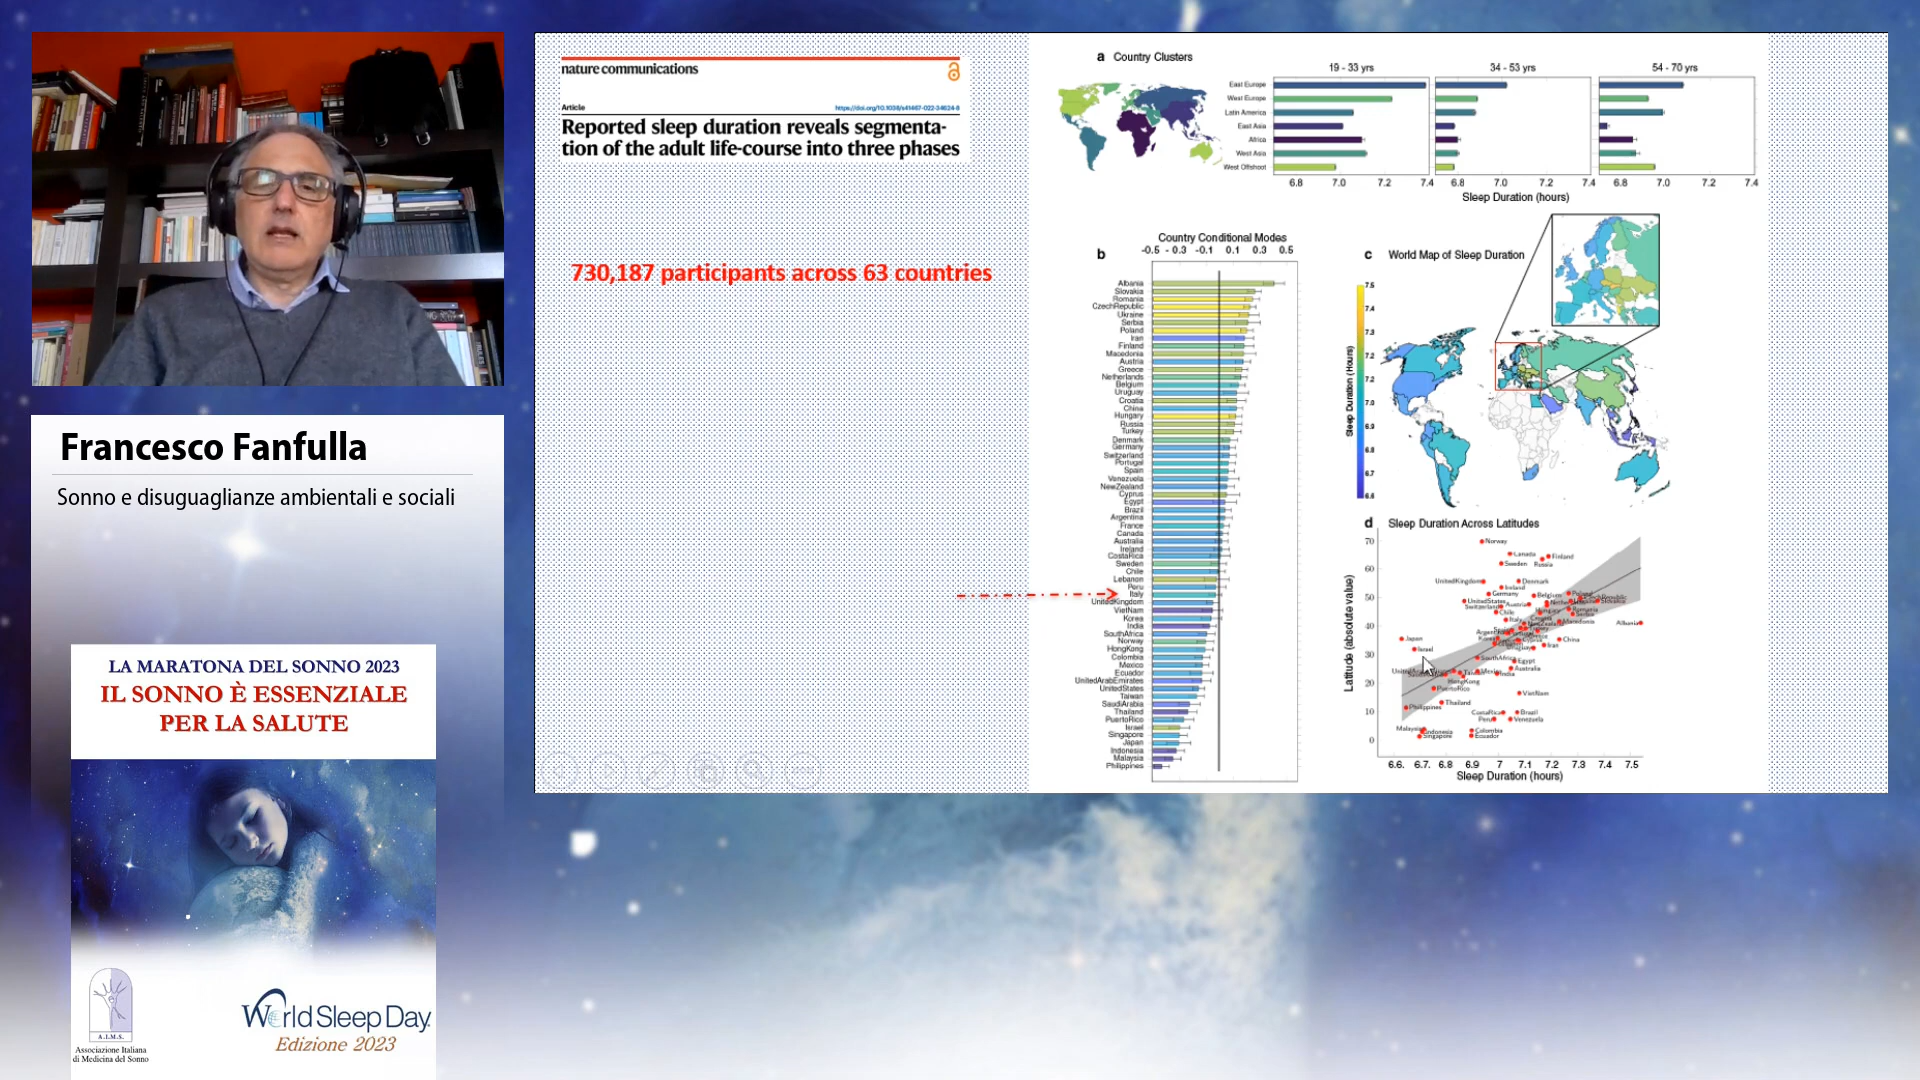 Francesco Fanfulla
Sonno e disuguaglianze ambientali e sociali
LA MARATONA DEL SONNO 2023
IL SONNO È ESSENZIALE
PER LA SALUTE
A.I.M.S.
Associazione Italiana
di Medicina del Sonno
World Sleep Day
Edizione 2023
nature communications
Article
https://doi.org/10.1038/s41467-022-34624-8
Reported sleep duration reveals segmenta-
tion of the adult life-course into three phases
730,187 participants across 63 countries
a Country Clusters
19 - 33 yrs
34 - 53 yrs
54 - 70 yrs
East Europe
West Europe
Latin America
East Asia
Africa
West Asia
West Offshoot
6.8 7.0 7.2 7.4
6.8 7.0 7.2 7.4
6.8 7.0 7.2 7.4
Sleep Duration (hours)
b
Country Conditional Modes
-0.5 -0.3 -0.1 0.1 0.3 0.5
Albania
Slovakia
Romania
CzechRepublic
Ukraine
Serbia
Poland
Iran
Finland
Macedonia
Austria
Greece
Netherlands
Belgium
Uruguay
Croatia
China
Hungary
Russia
Turkey
Denmark
Germany
Switzerland
Portugal
Spain
Venezuela
NewZealand
Cyprus
Egypt
Brazil
Argentina
France
Canada
Australia
Ireland
CostaRica
Sweden
Chile
Lebanon
Peru
Italy
UnitedKingdom
VietNam
Korea
India
SouthAfrica
Norway
HongKong
Colombia
Mexico
Ecuador
UnitedArabEmirates
UnitedStates
Taiwan
SaudiArabia
Thailand
PuertoRico
Israel
Singapore
Japan
Indonesia
Malaysia
Philippines
c World Map of Sleep Duration
Sleep Duration (Hours)
7.5
7.3
7.2
7.2
7.0
6.9
6.8
6.7
6.6
d Sleep Duration Across Latitudes
Latitude (absolute value)
70
60
50
40
30
20
10
0
Norway
Canada
Finland
Sweden
Russia
UnitedKingdom
Denmark
Ireland
Germany
Belgium
Poland
UnitedStates
Switzerland
Austria
Slovakia
Romania
Chile
Italy
Macedonia
Albania
Japan
China
Iran
Israel
SouthAfrica
Egypt
Australia
Mexico
India
HongKong
PuertoRico
VietNam
Thailand
Philippines
CostaRica
Brazil
Peru
Venezuela
Malaysia
Indonesia
Singapore
Colombia
Ecuador
6.6. 6.7. 6.8 6.9 7 7.1 7.2 7.3 7.4 7.5
Sleep Duration (hours)